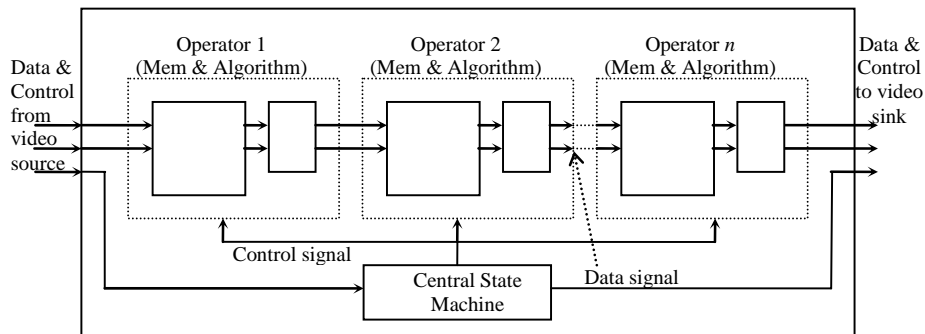 Operator 1
(Mem & Algorithm)
Operator 2
(Mem & Algorithm)
Operator n
(Mem & Algorithm)
Data &
Control
from
video
source
Data &
Control
to video
sink
Control signal
Data signal
Central State
Machine